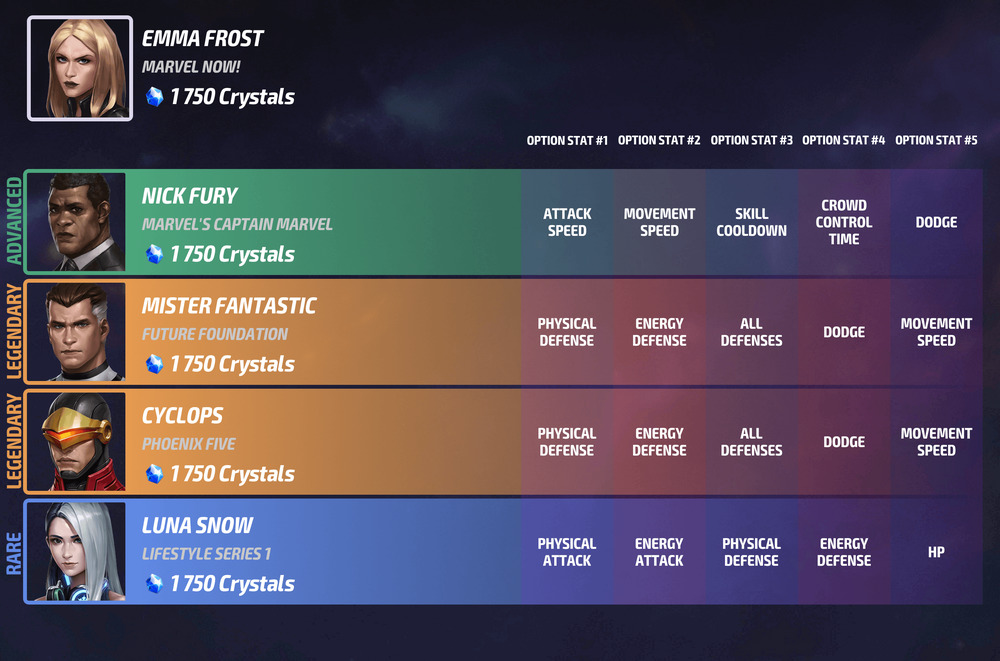 EMMA FROST
MARVEL NOW!
1 750 Crystals
OPTION STAT #1 OPTION STAT #2 OPTION STAT #3 OPTION STAT #4 OPTION STAT #5
ADVANCED
NICK FURY
MARVEL'S CAPTAIN MARVEL
1 750 Crystals
ATTACK
SPEED
MOVEMENT
SPEED
SKILL
COOLDOWN
CROWD
CONTROL
TIME
DODGE
LEGENDARY
MISTER FANTASTIC
FUTURE FOUNDATION
1 750 Crystals
PHYSICAL
DEFENSE
ENERGY
DEFENSE
ALL
DEFENSES
DODGE
MOVEMENT
SPEED
LEGENDARY
CYCLOPS
PHOENIX FIVE
1 750 Crystals
PHYSICAL
DEFENSE
ENERGY
DEFENSE
ALL
DEFENSES
DODGE
MOVEMENT
SPEED
RARE
LUNA SNOW
LIFESTYLE SERIES 1
1 750 Crystals
PHYSICAL
ATTACK
ENERGY
ATTACK
PHYSICAL
DEFENSE
ENERGY
DEFENSE
HP